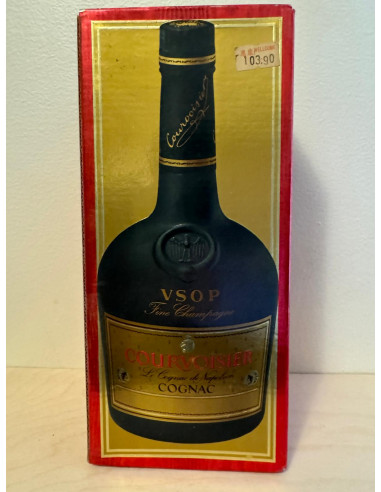 103.90
Courvoisier
VSOP
Fine Champagne
COURVOISIER
Le Cognac de Napoléon
COGNAC